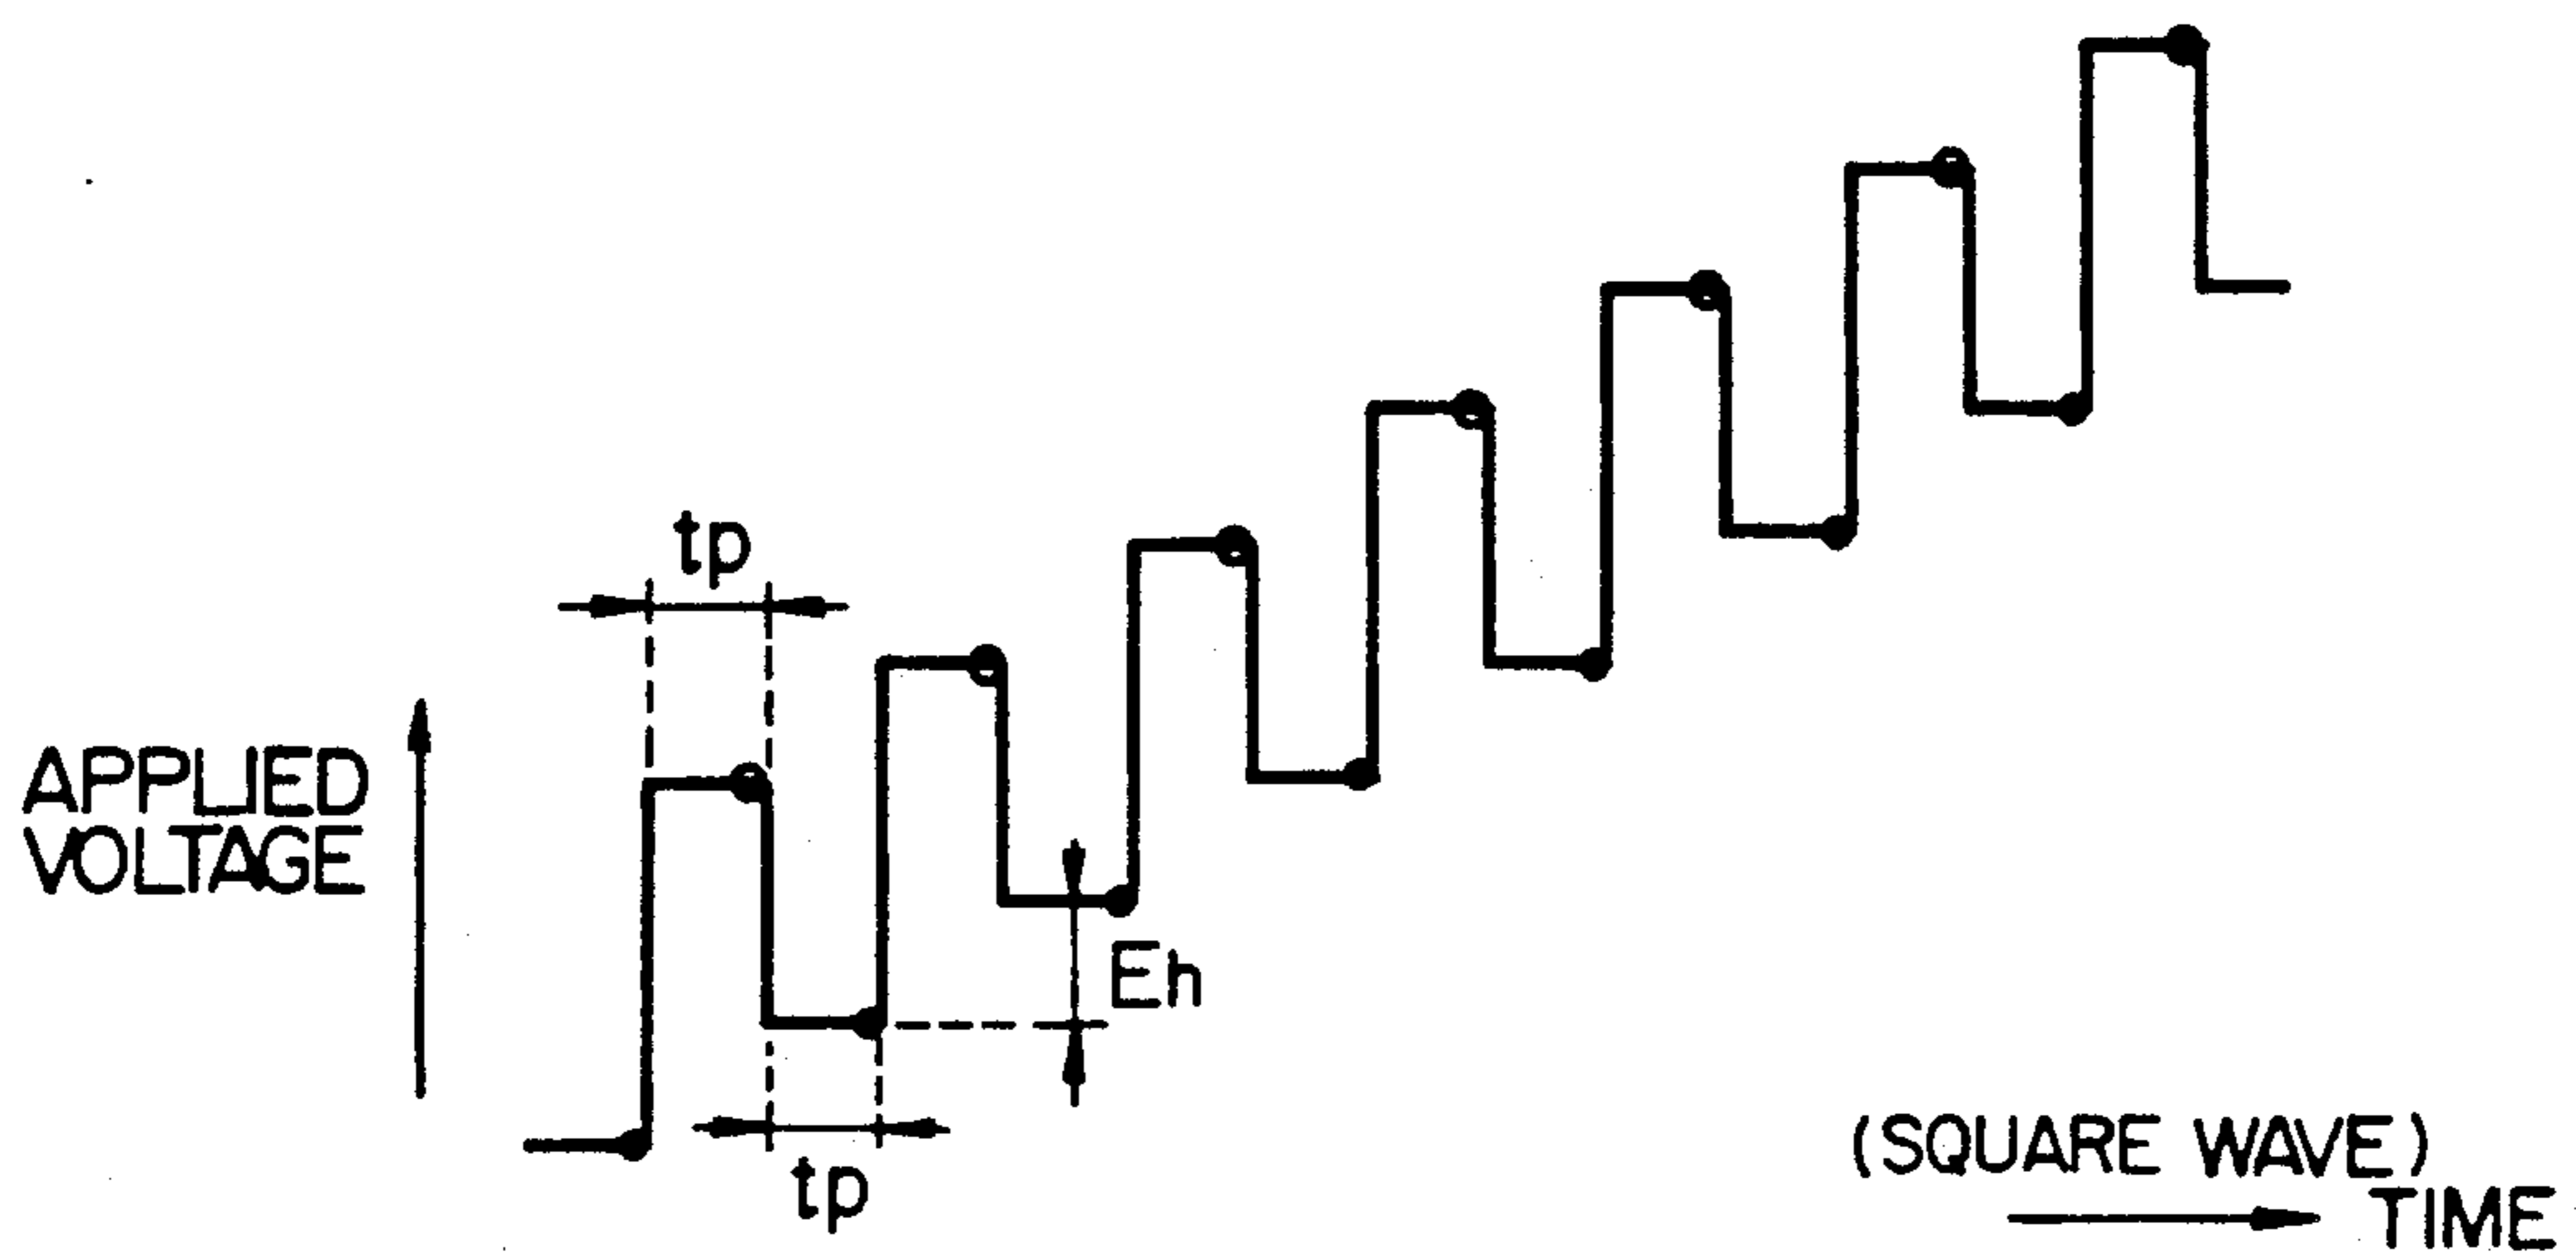 tp
APPLIED
VOLTAGE
Eh
tp
(SQUARE WAVE)
TIME